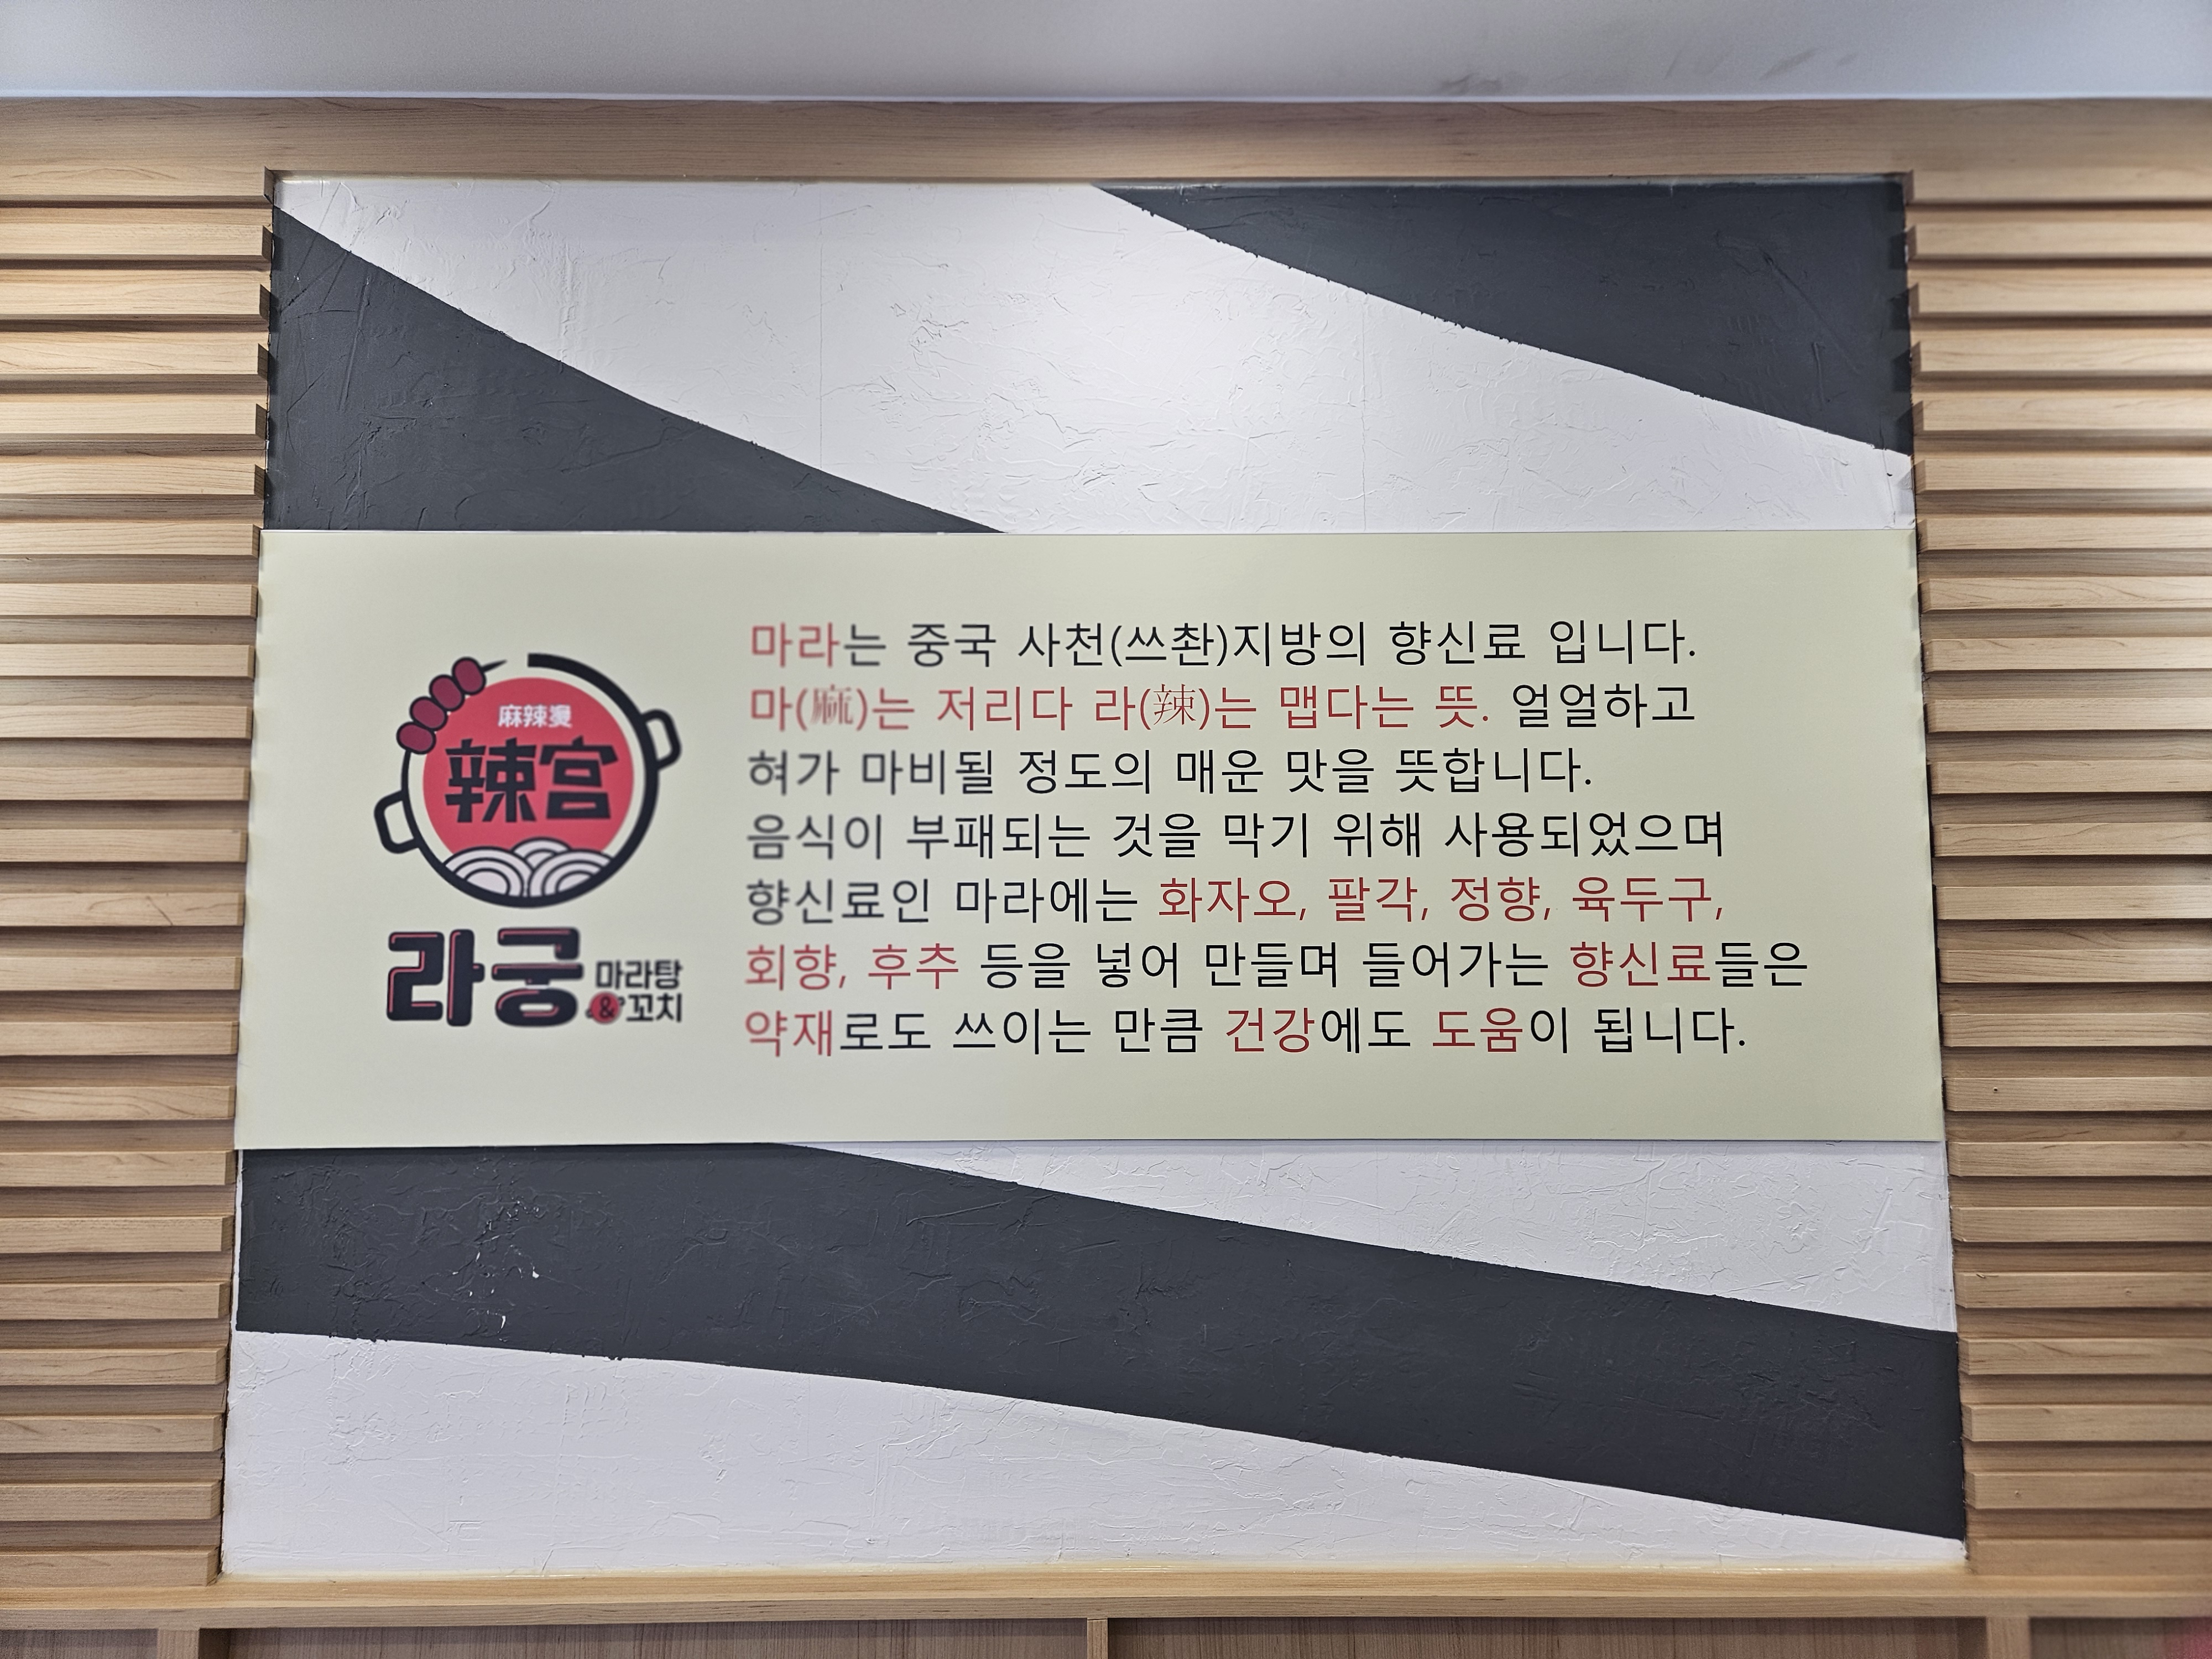 麻辣燙
辣宮
라궁 마라탕
&꼬치
마라는 중국 사천(쓰촨)지방의 향신료 입니다.
마(麻)는 저리다 라(辣)는 맵다는 뜻. 얼얼하고
혀가 마비될 정도의 매운 맛을 뜻합니다.
음식이 부패되는 것을 막기 위해 사용되었으며
향신료인 마라에는 화자오, 팔각, 정향, 육두구,
회향, 후추 등을 넣어 만들며 들어가는 향신료들은
약재로도 쓰이는 만큼 건강에도 도움이 됩니다.